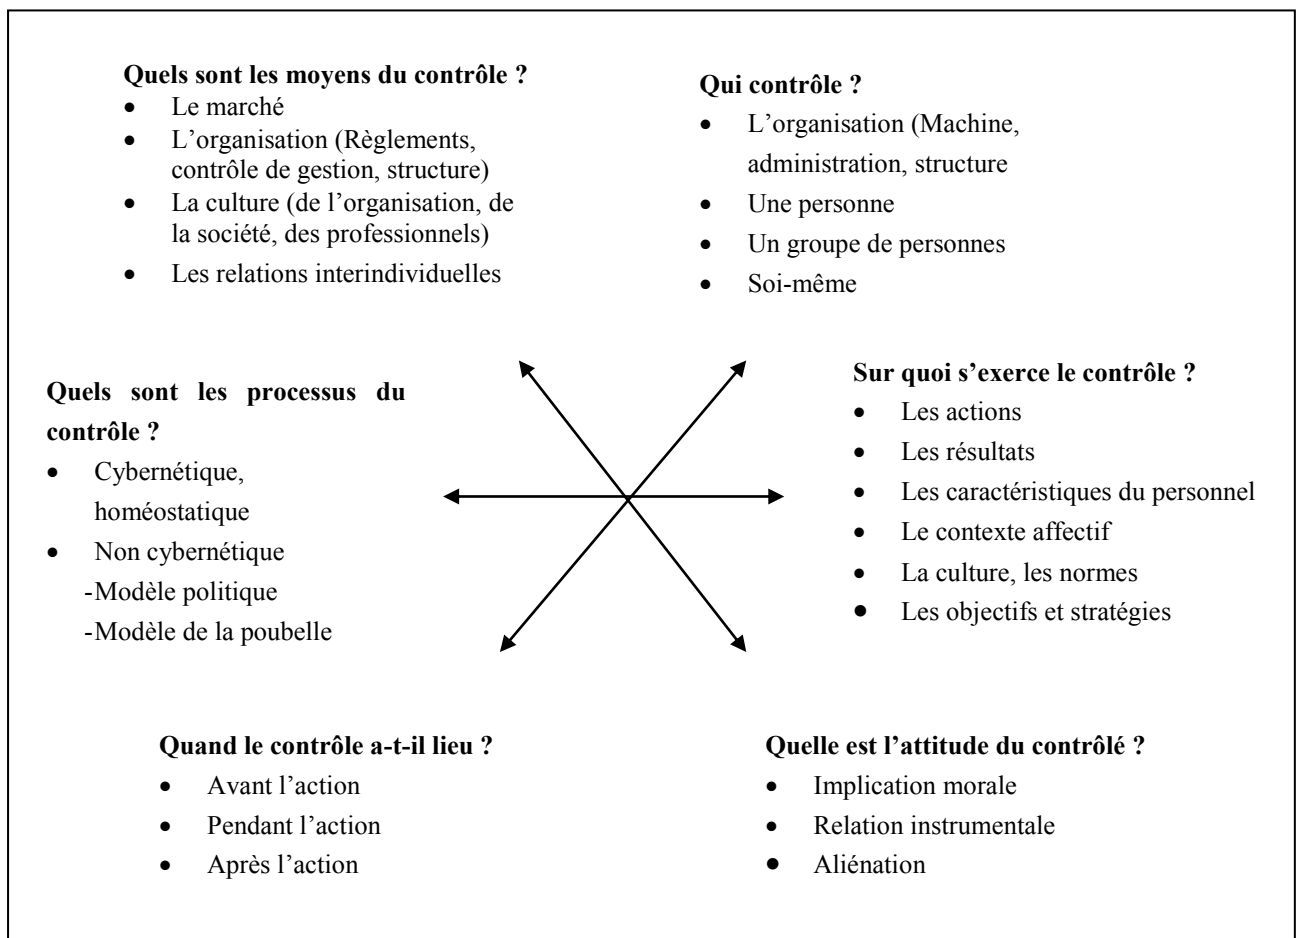 Quels sont les moyens du contrôle ?
• Le marché
• L’organisation (Règlements,
contrôle de gestion, structure)
• La culture (de l’organisation, de
la société, des professionnels)
• Les relations interindividuelles
Qui contrôle ?
• L’organisation (Machine,
administration, structure
• Une personne
• Un groupe de personnes
• Soi-même
Quels sont les processus du
contrôle ?
• Cybernétique,
homéostatique
• Non cybernétique
-Modèle politique
-Modèle de la poubelle
Sur quoi s’exerce le contrôle ?
• Les actions
• Les résultats
• Les caractéristiques du personnel
• Le contexte affectif
• La culture, les normes
• Les objectifs et stratégies
Quand le contrôle a-t-il lieu ?
• Avant l’action
• Pendant l’action
• Après l’action
Quelle est l’attitude du contrôlé ?
• Implication morale
• Relation instrumentale
• Aliénation